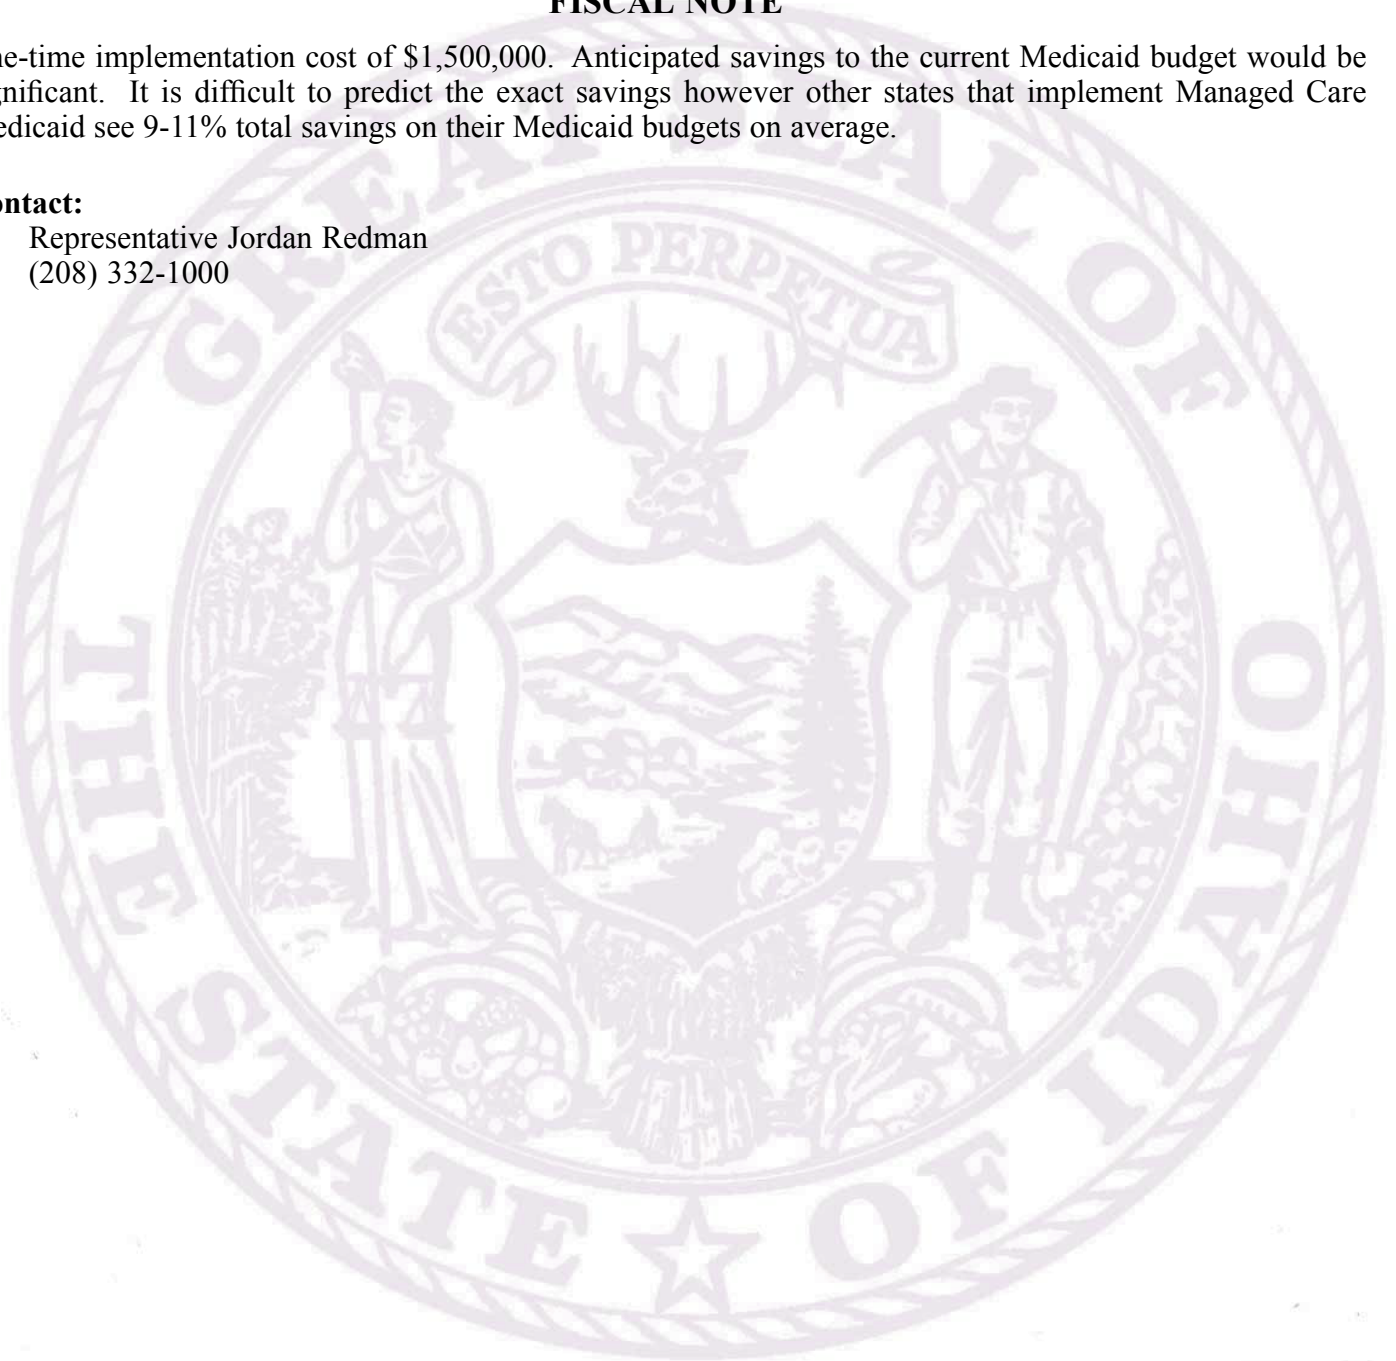 FISCAL NOTE
ne-time implementation cost of $1,500,000. Anticipated savings to the current Medicaid budget would be
gnificant. It is difficult to predict the exact savings however other states that implement Managed Care
edicaid see 9-11% total savings on their Medicaid budgets on average.
ontact:
Representative Jordan Redman
(208) 332-1000
GREAT SEAL OF
THE STATE OF IDAHO
ESTO PERPETUA